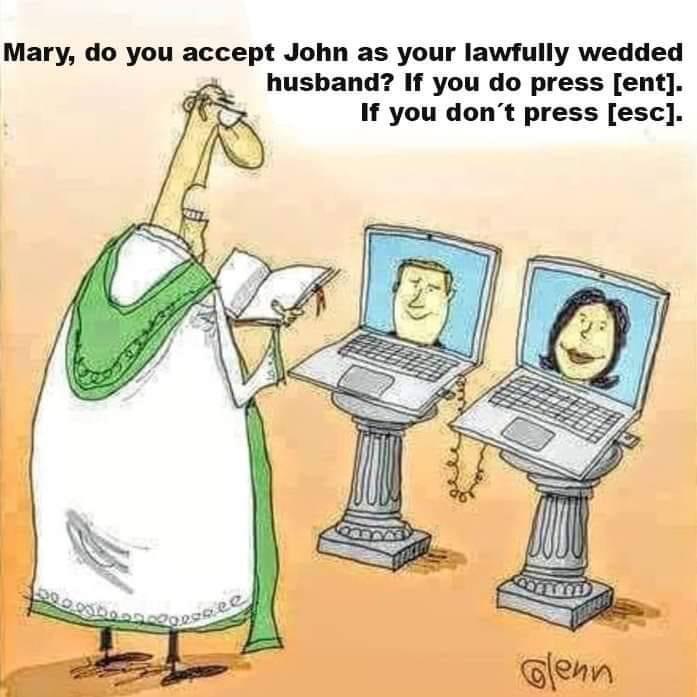 Mary, do you accept John as your lawfully wedded
husband? If you do press [ent].
If you don´t press [esc].
Glenn